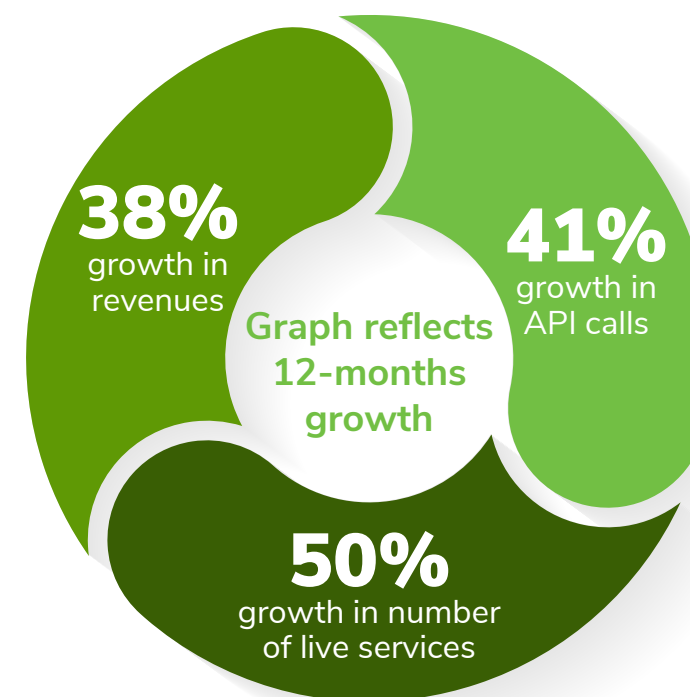 38%
growth in
revenues
41%
growth in
API calls
Graph reflects
12-months
growth
50%
growth in number
of live services